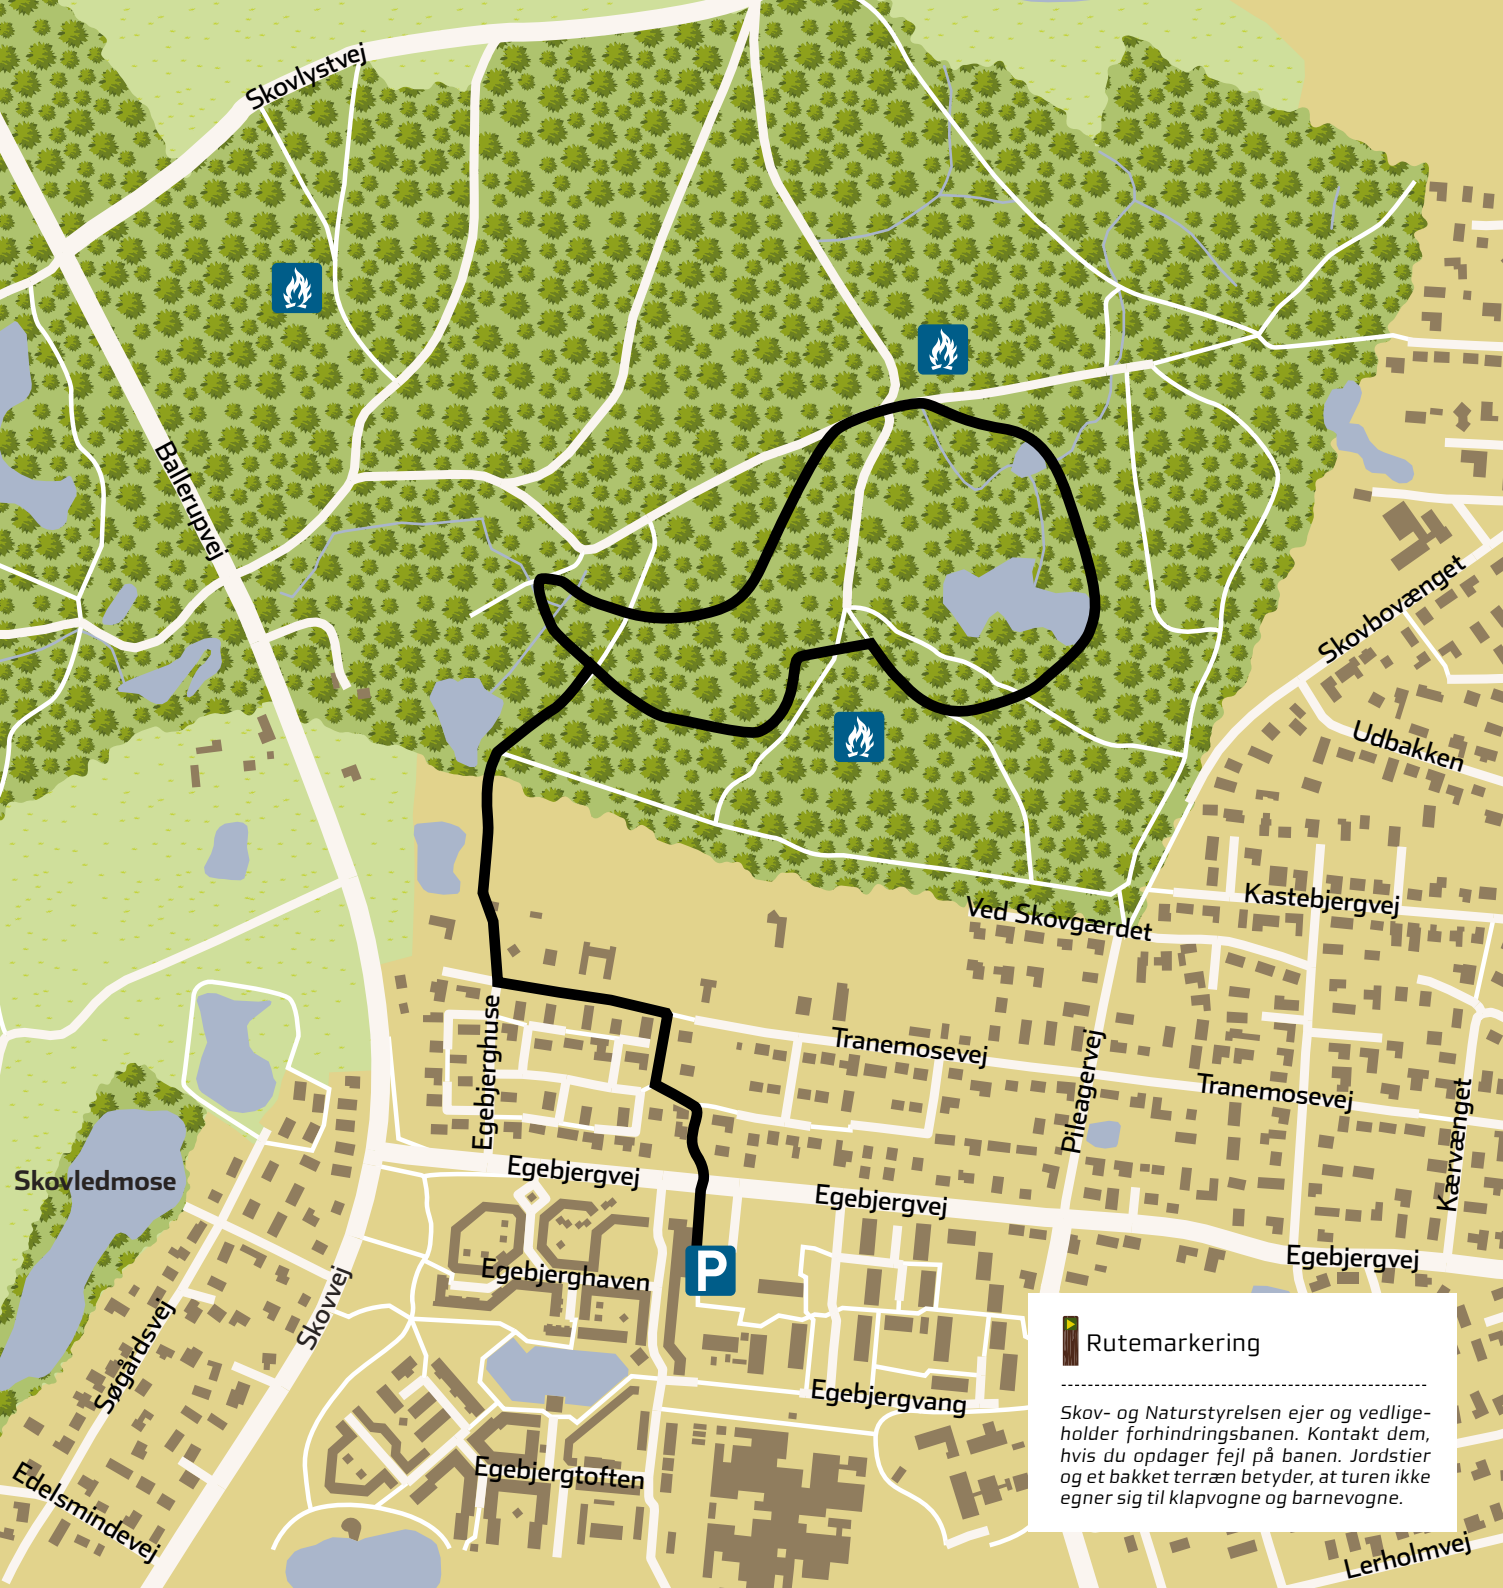 Skovlystvej
Ballerupvej
Skovbovænget
Udbakken
Kastebjergvej
Ved Skovgærdet
Egebjerghuse
Tranemosevej
Pileagervej
Tranemosevej
Kærvænget
Skovledmose
Egebjergvej
Egebjergvej
Egebjergvej
Egebjerghaven
P
Skovvej
Søgårdsvej
Egebjergvang
Egebjergtoften
Edelsmindevej
Rutemarkering
Skov- og Naturstyrelsen ejer og vedlige-
holder forhindringsbanen. Kontakt dem,
hvis du opdager fejl på banen. Jordstier
og et bakket terræn betyder, at turen ikke
egner sig til klapvogne og barnevogne.
Lerholmvej